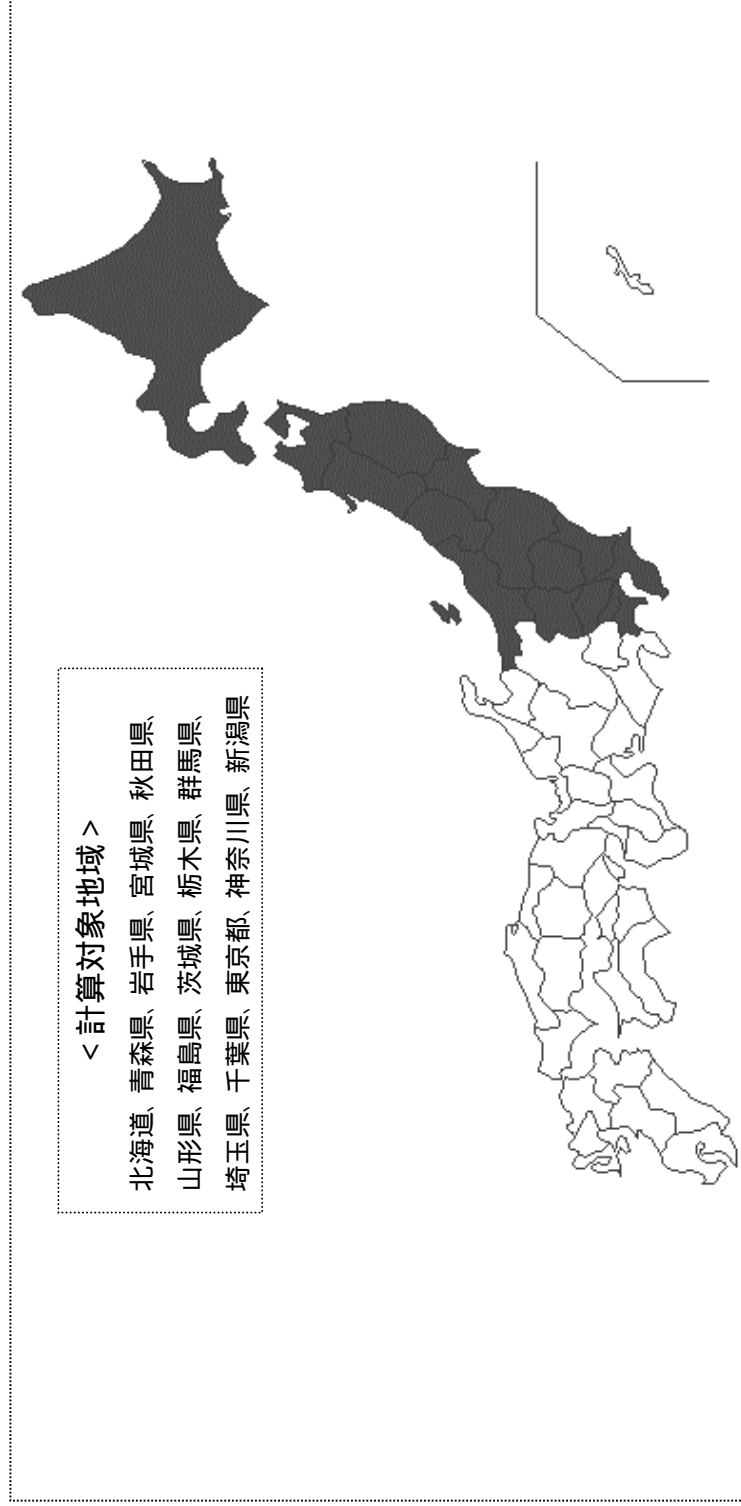 ＜計算対象地域＞
北海道、青森県、岩手県、宮城県、秋田県、
山形県、福島県、茨城県、栃木県、群馬県、
埼玉県、千葉県、東京都、神奈川県、新潟県